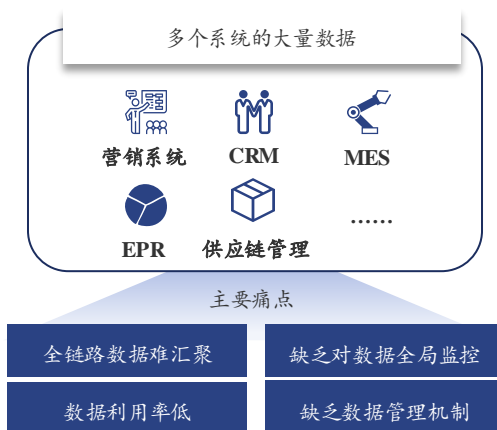 多个系统的大量数据
营销系统
CRM
MES
EPR
供应链管理
……
主要痛点
全链路数据难汇聚
缺乏对数据全局监控
数据利用率低
缺乏数据管理机制